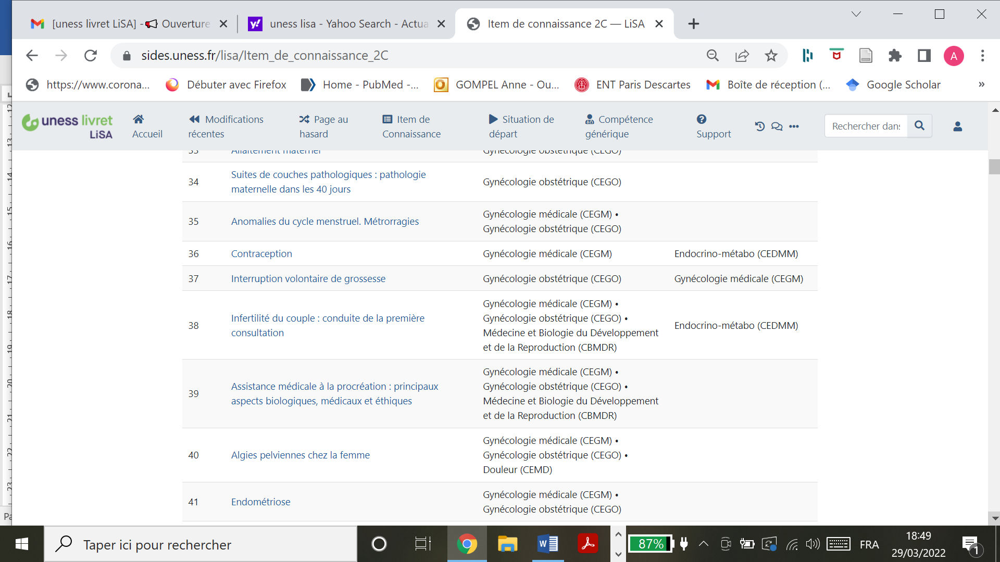 [uness livret LiSA] - Ouverture
uness lisa - Yahoo Search - Actua
Item de connaissance 2C — LiSA
sides.uness.fr/lisa/Item_de_connaissance_2C
A
https://www.corona...
Débuter avec Firefox
Home - PubMed -...
GOMPEL Anne - Ou...
ENT Paris Descartes
Boîte de réception (...
Google Scholar
»
uness livret
LiSA
Accueil
Modifications
récentes
Page au
hasard
Item de
Connaissance
Situation de
départ
Compétence
générique
Support
Rechercher dans
33 Allaitement maternel Gynécologie obstétrique (CEGO)
34
Suites de couches pathologiques : pathologie
maternelle dans les 40 jours
Gynécologie obstétrique (CEGO)
35
Anomalies du cycle menstruel. Métrorragies
Gynécologie médicale (CEGM) •
Gynécologie obstétrique (CEGO)
36 Contraception Gynécologie médicale (CEGM) Endocrino-métabo (CEDMM)
37 Interruption volontaire de grossesse Gynécologie obstétrique (CEGO) Gynécologie médicale (CEGM)
38
Infertilité du couple : conduite de la première
consultation
Gynécologie médicale (CEGM) •
Gynécologie obstétrique (CEGO) •
Médecine et Biologie du Développement
et de la Reproduction (CBMDR)
Endocrino-métabo (CEDMM)
39
Assistance médicale à la procréation : principaux
aspects biologiques, médicaux et éthiques
Gynécologie médicale (CEGM) •
Gynécologie obstétrique (CEGO) •
Médecine et Biologie du Développement
et de la Reproduction (CBMDR)
40
Algies pelviennes chez la femme
Gynécologie médicale (CEGM) •
Gynécologie obstétrique (CEGO) •
Douleur (CEMD)
41
Endométriose
Gynécologie médicale (CEGM) •
Gynécologie obstétrique (CEGO)
Taper ici pour rechercher
87%
FRA
18:49
29/03/2022
1